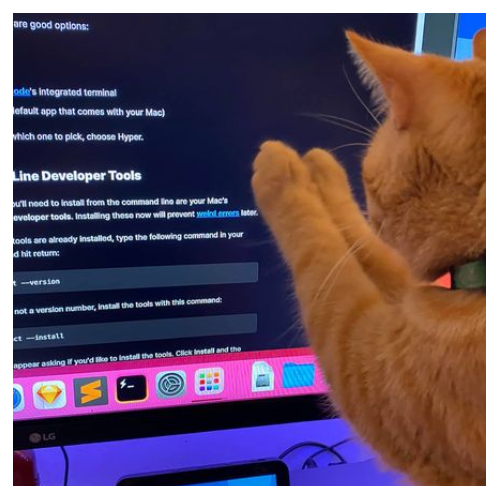 are good options:
ode's integrated terminal
efault app that comes with your Mac)
which one to pick, choose Hyper.
Line Developer Tools
ou'll need to install from the command line are your Mac's
eveloper tools. Installing these now will prevent weird errors later.
tools are already installed, type the following command in your
d hit return:
t --version
not a version number, install the tools with this command:
ct --install
appear asking if you'd like to install the tools. Click Install and the
LG